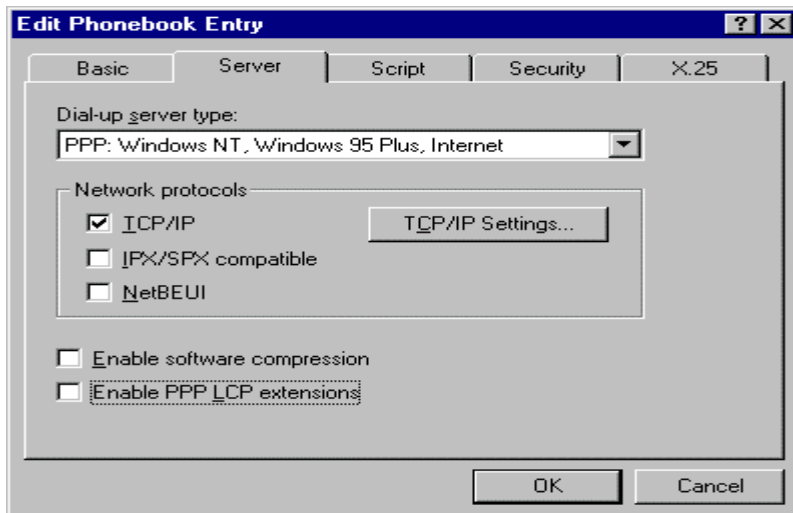 Edit Phonebook Entry
Basic Server Script Security X.25
Dial-up server type:
PPP: Windows NT, Windows 95 Plus, Internet
Network protocols
TCP/IP TCP/IP Settings...
IPX/SPX compatible
NetBEUI
Enable software compression
Enable PPP LCP extensions
OK Cancel